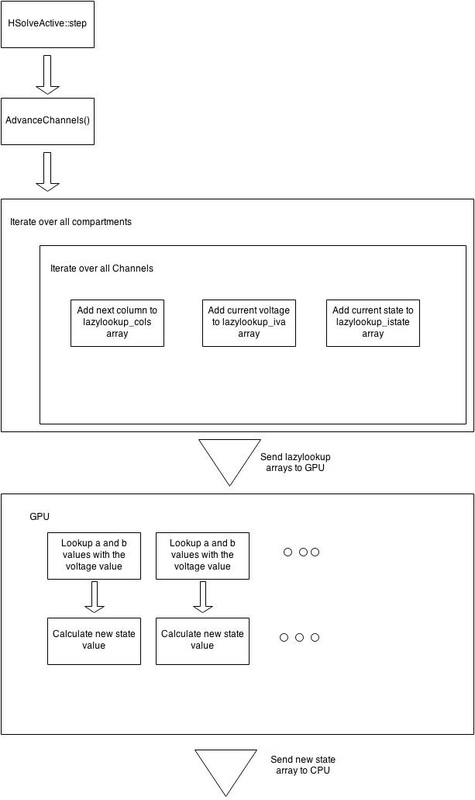 HSolveActive::step
AdvanceChannels()
Iterate over all compartments
Iterate over all Channels
Add next column to
lazylookup_cols
array
Add current voltage
to lazylookup_iva
array
Add current state to
lazylookup_istate
array
Send lazylookup
arrays to GPU
GPU
Lookup a and b
values with the
voltage value
Lookup a and b
values with the
voltage value
Calculate new state
value
Calculate new state
value
Send new state
array to CPU